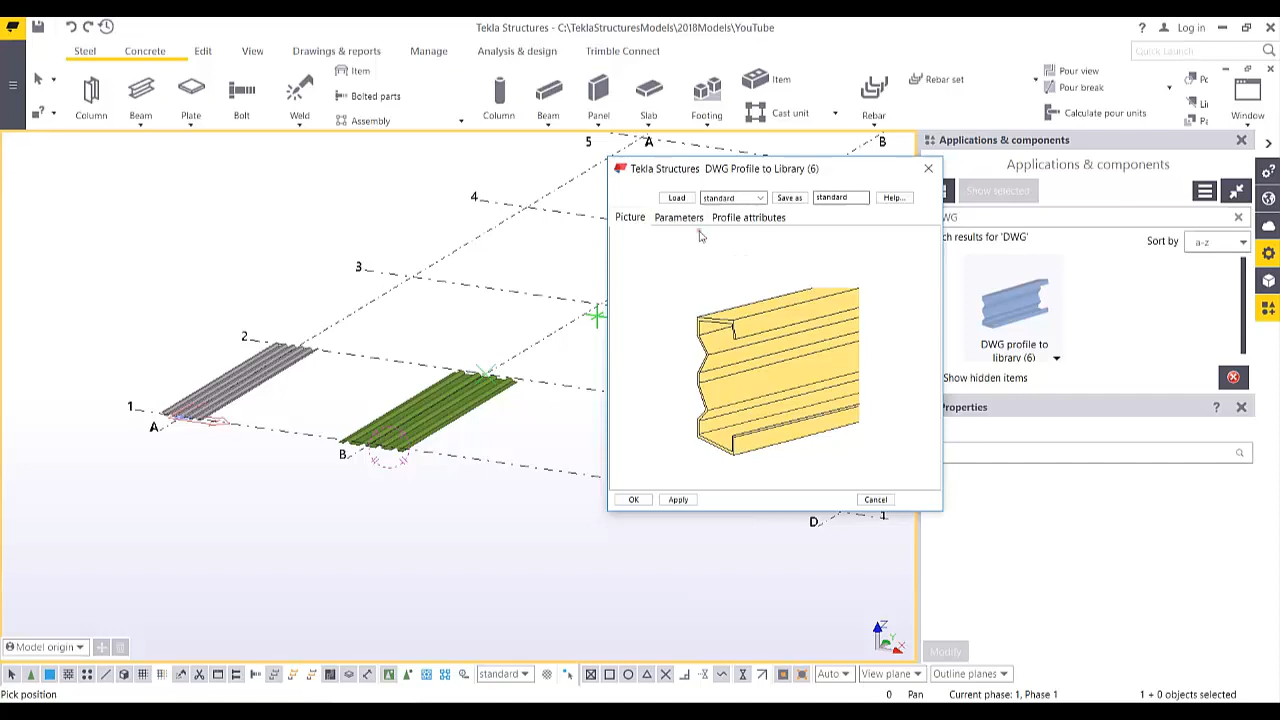 Tekla Structures - C:\TeklaStructuresModels\2018Models\YouTube
? Log in
Steel Concrete Edit View Drawings & reports Manage Analysis & design Trimble Connect
Quick Launch
Column Beam Plate Bolt Weld
Item
Bolted parts
Assembly
Column Beam Panel Slab Footing
Item
Cast unit
Rebar
Rebar set
Pour view
Pour break
Calculate pour units
Window
5 A B
4
3
2
1
A
B
D 1
Tekla Structures DWG Profile to Library (6)
Load standard Save as standard Help...
Picture Parameters Profile attributes
OK Apply Cancel
Applications & components
Applications & components
Show selected
WG
ch results for 'DWG'
Sort by a-z
DWG profile to
library (6)
Show hidden items
Properties ?
Modify
Z
X
Model origin
standard Auto View plane Outline planes
Pick position 0 Pan Current phase: 1, Phase 1 1 + 0 objects selected